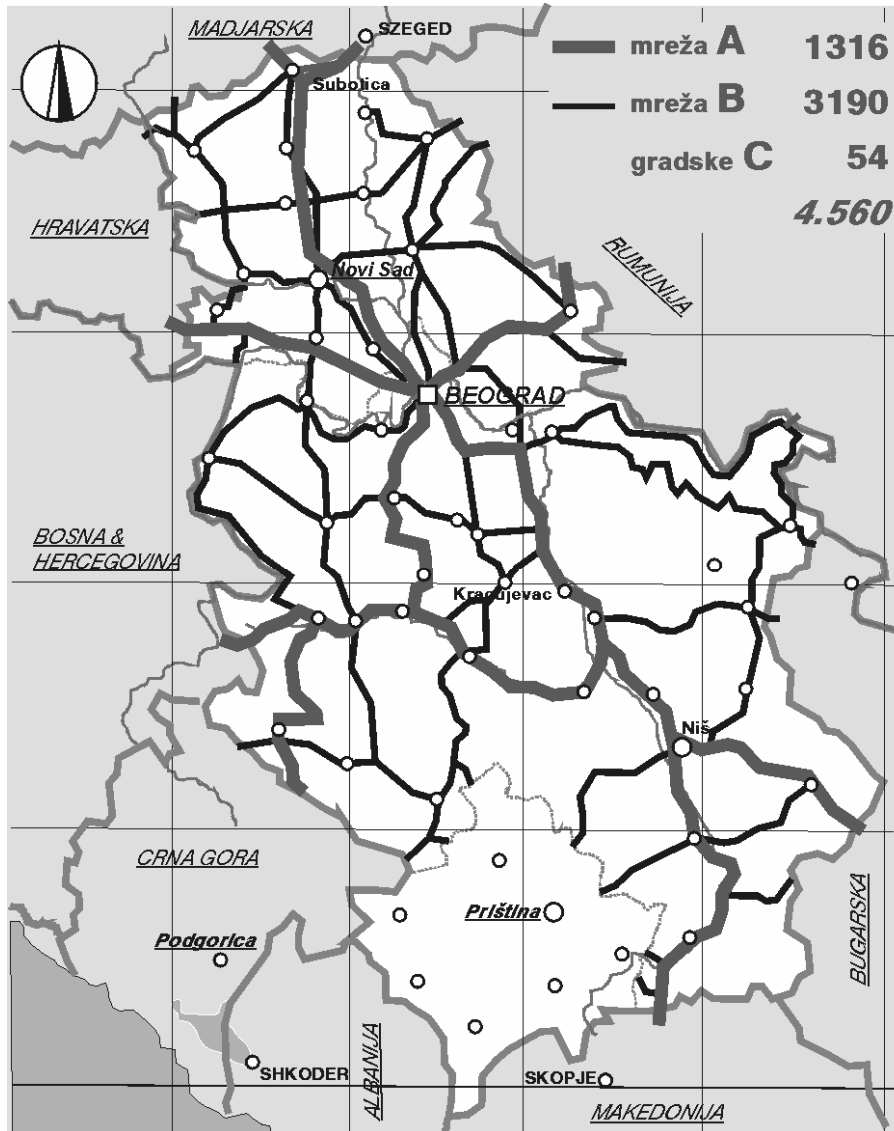 MADJARSKA
SZEGED
mreža A 1316
Subotica
mreža B 3190
gradske C 54
4.560
HRAVATSKA
RUMUNIJA
Novi Sad
BEOGRAD
BOSNA &
HERCEGOVINA
Kragujevac
Niš
CRNA GORA
Priština
BUGARSKA
Podgorica
ALBANIJA
SHKODER
SKOPJE
MAKEDONIJA